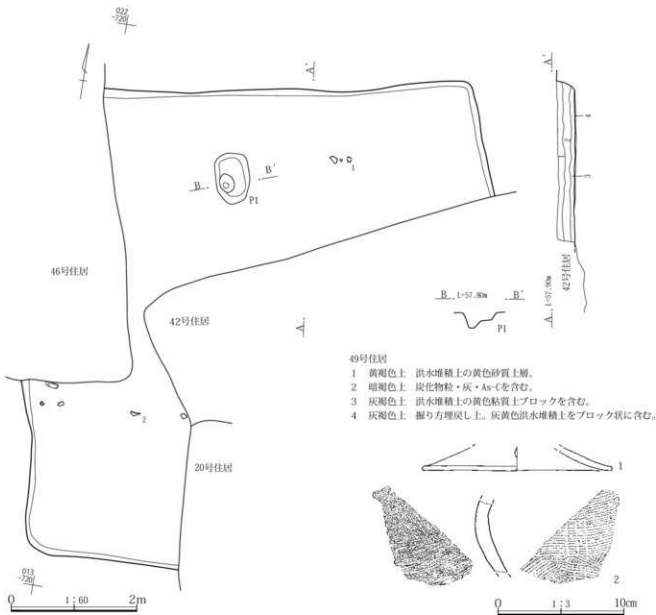 022
-720
A'
A'
B
B'
1
P1
4
2
3
46号住居
42号住居
42号住居
A
B L=57.80m B'
P1
A L=57.90m
49号住居
1 黄褐色土 洪水堆積土の黄色砂質土層。
2 暗褐色土 炭化物粒・灰・As-Cを含む。
3 灰褐色土 洪水堆積土の黄色粘質土ブロックを含む。
4 灰褐色土 掘り方埋戻し土。灰黄色洪水堆積土をブロック状に含む。
2
20号住居
1
2
013
-720
0 1:60 2m
0 1:3 10cm